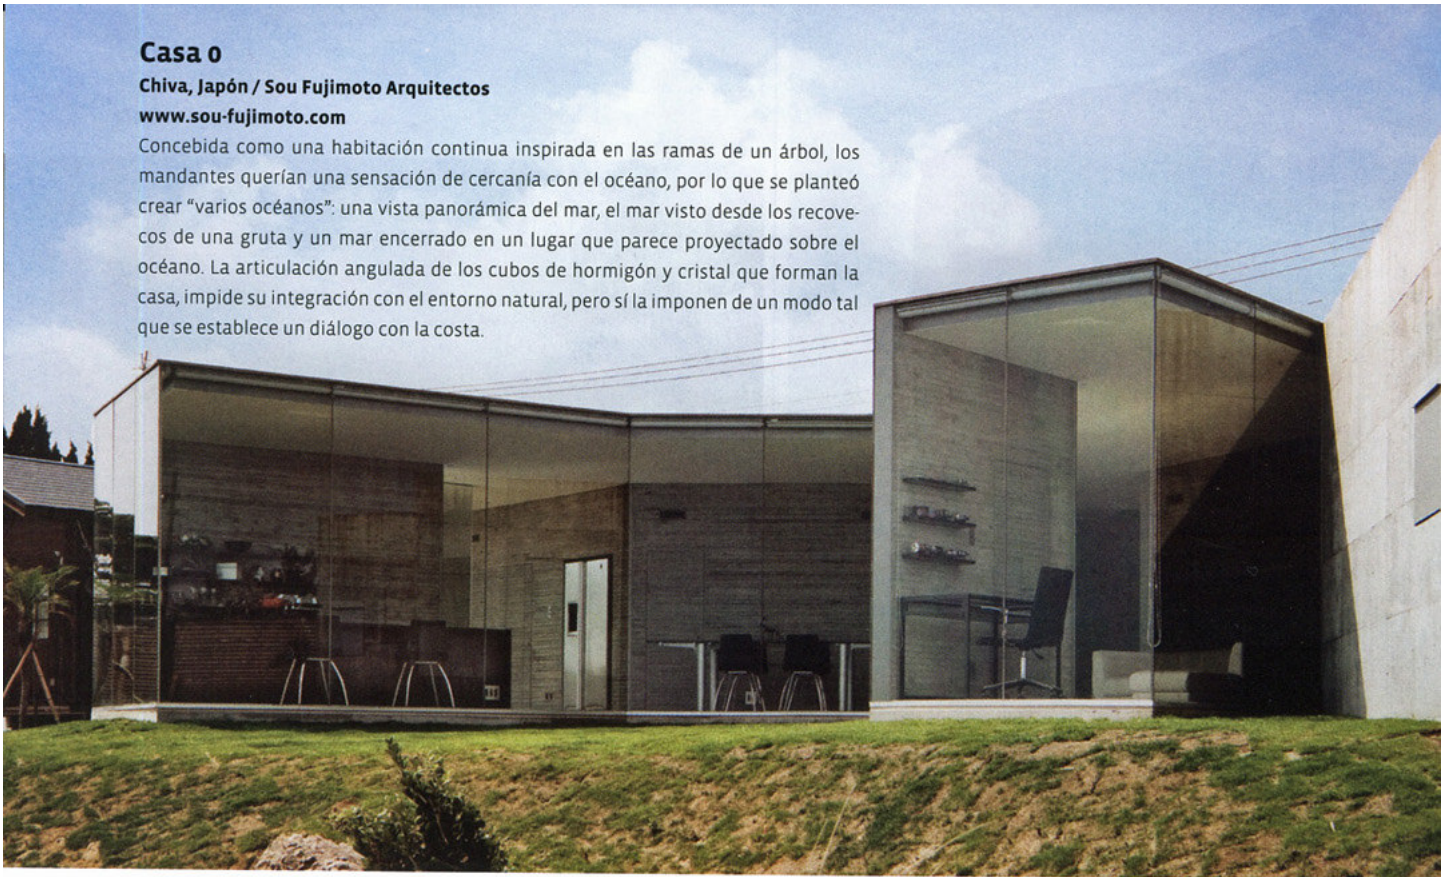 Casa o
Chiva, Japón / Sou Fujimoto Arquitectos
www.sou-fujimoto.com
Concebida como una habitación continua inspirada en las ramas de un árbol, los
mandantes querían una sensación de cercanía con el océano, por lo que se planteó
crear “varios océanos”: una vista panorámica del mar, el mar visto desde los recove-
cos de una gruta y un mar encerrado en un lugar que parece proyectado sobre el
océano. La articulación angulada de los cubos de hormigón y cristal que forman la
casa, impide su integración con el entorno natural, pero sí la imponen de un modo tal
que se establece un diálogo con la costa.